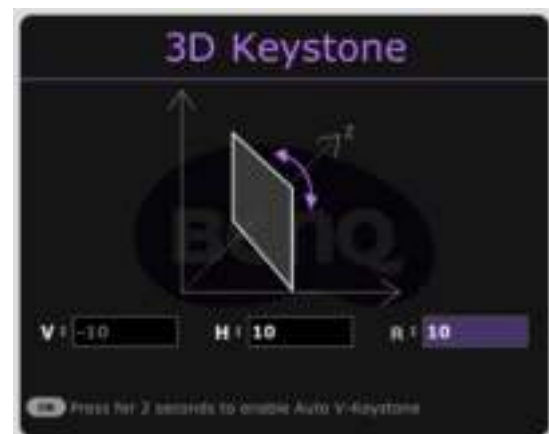 3D Keystone
z
BenQ
V : -10 H : 10 R : 10
OK Press for 2 seconds to enable Auto V-Keystone